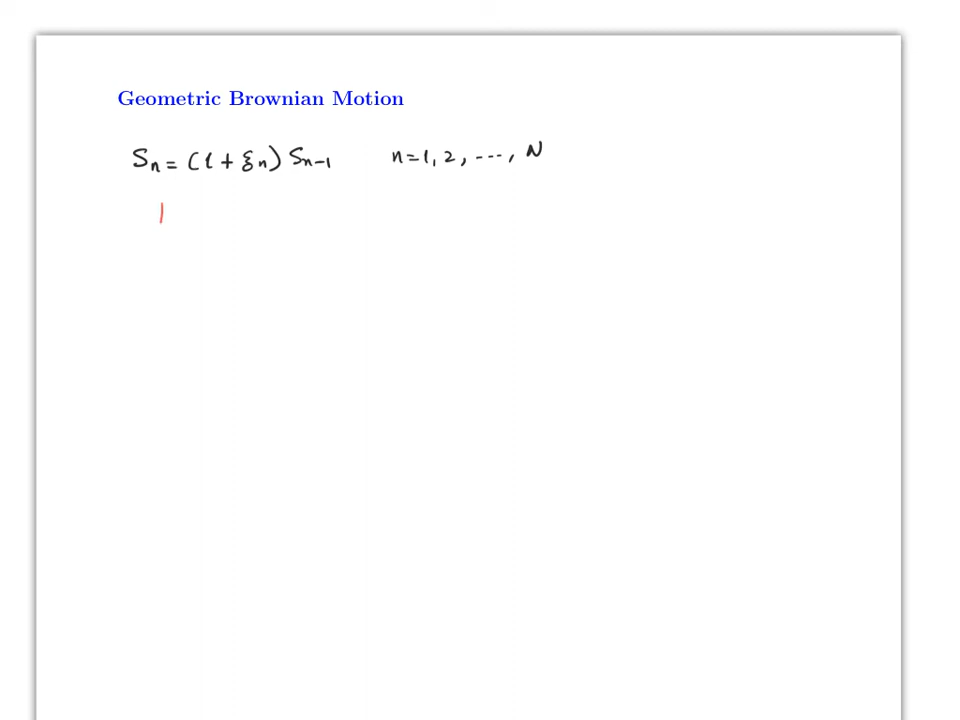 Geometric Brownian Motion
Sn = (1 + ξn) Sn-1 n = 1, 2, ..., N